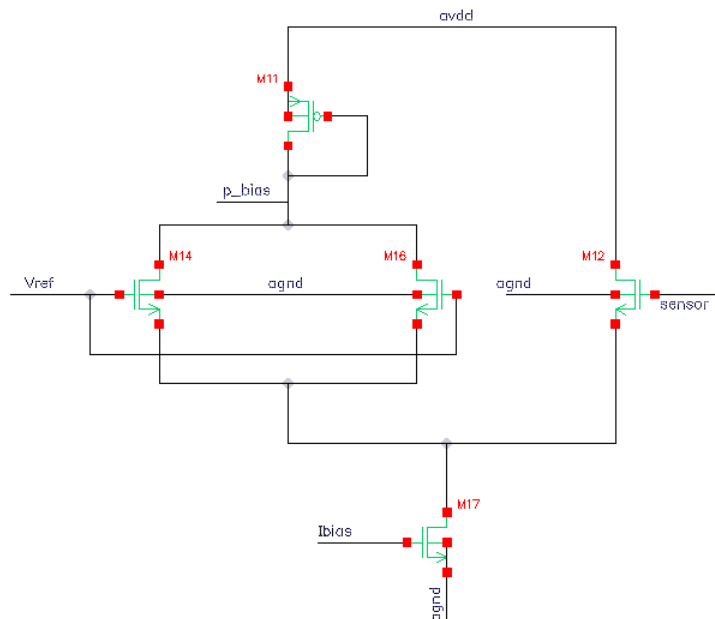 avdd
M11
p_bias
M14
M16
M12
Vref
agnd
agnd
sensor
M17
Ibias
agnd